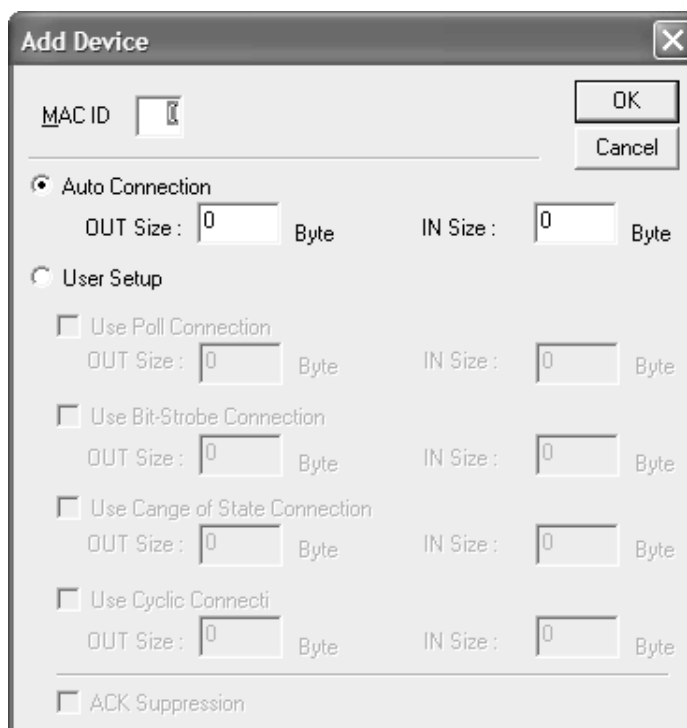 Add Device
MAC ID 0 OK
Cancel
Auto Connection
OUT Size : 0 Byte IN Size : 0 Byte
User Setup
Use Poll Connection
OUT Size : 0 Byte IN Size : 0 Byte
Use Bit-Strobe Connection
OUT Size : 0 Byte IN Size : 0 Byte
Use Cange of State Connection
OUT Size : 0 Byte IN Size : 0 Byte
Use Cyclic Connecti
OUT Size : 0 Byte IN Size : 0 Byte
ACK Suppression